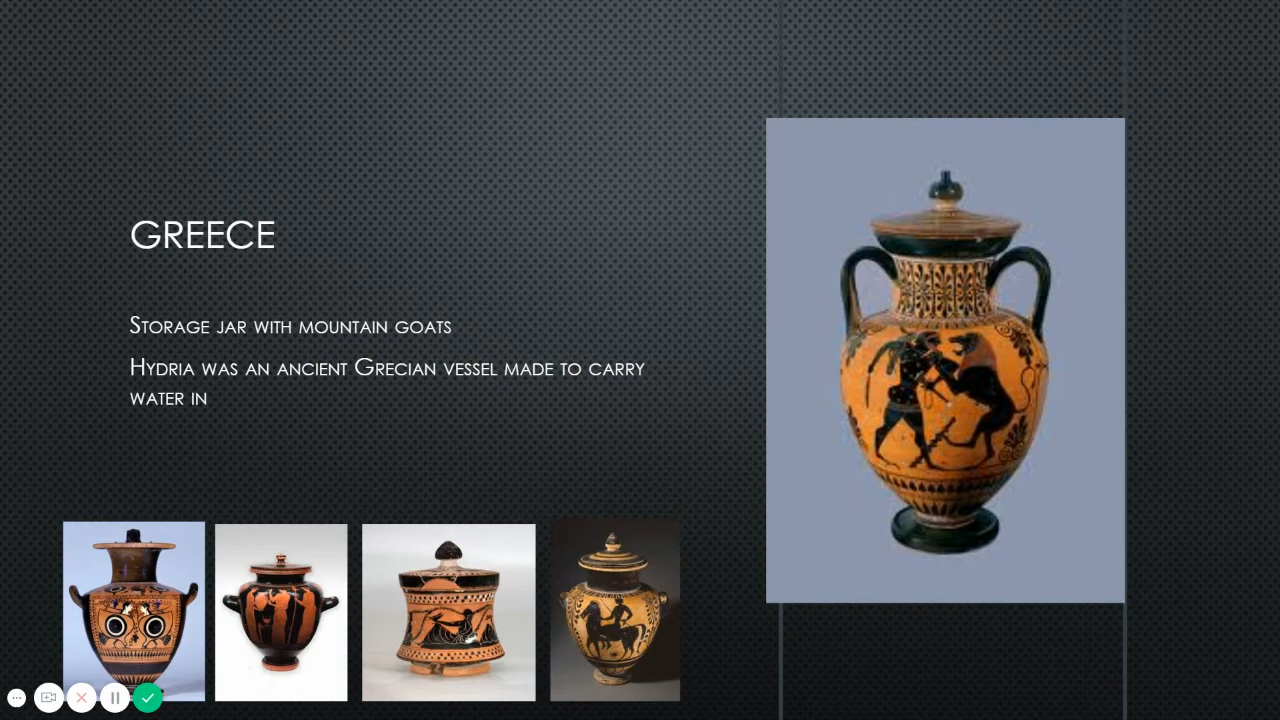 GREECE
Storage jar with mountain goats
Hydria was an ancient Grecian vessel made to carry
water in